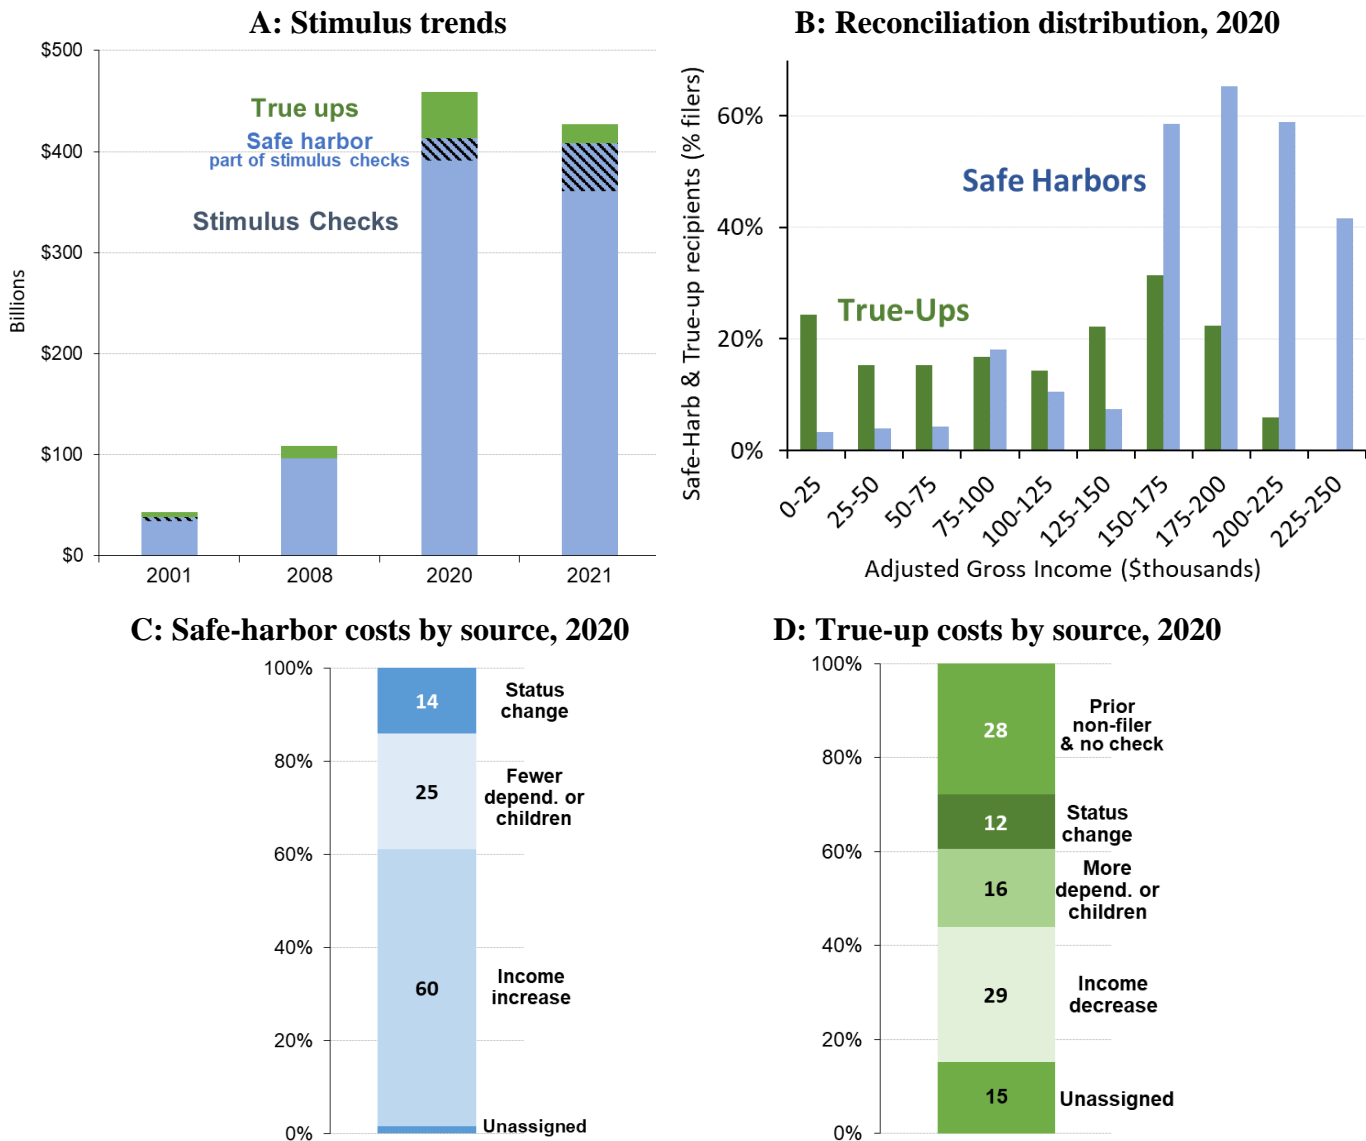 A: Stimulus trends
$500
$400
$300
$200
$100
$0
Billions
True ups
Safe harbor
part of stimulus checks
Stimulus Checks
2001
2008
2020
2021
B: Reconciliation distribution, 2020
Safe-Harb & True-up recipients (% filers)
60%
40%
20%
0%
Safe Harbors
True-Ups
0-25
25-50
50-75
75-100
100-125
125-150
150-175
175-200
200-225
225-250
Adjusted Gross Income ($thousands)
C: Safe-harbor costs by source, 2020
100%
80%
60%
40%
20%
0%
14
Status
change
25
Fewer
depend. or
children
60
Income
increase
Unassigned
D: True-up costs by source, 2020
100%
80%
60%
40%
20%
0%
28
Prior
non-filer
& no check
12
Status
change
16
More
depend. or
children
29
Income
decrease
15
Unassigned